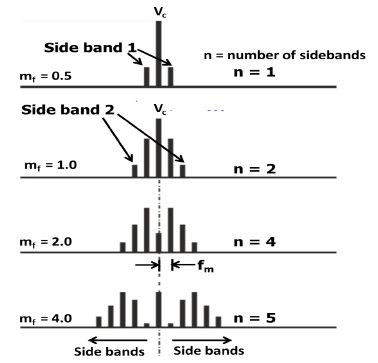 Vc
Side band 1
n = number of sidebands
mf = 0.5
n = 1
Side band 2
Vc
mf = 1.0
n = 2
mf = 2.0
n = 4
fm
mf = 4.0
n = 5
Side bands
Side bands